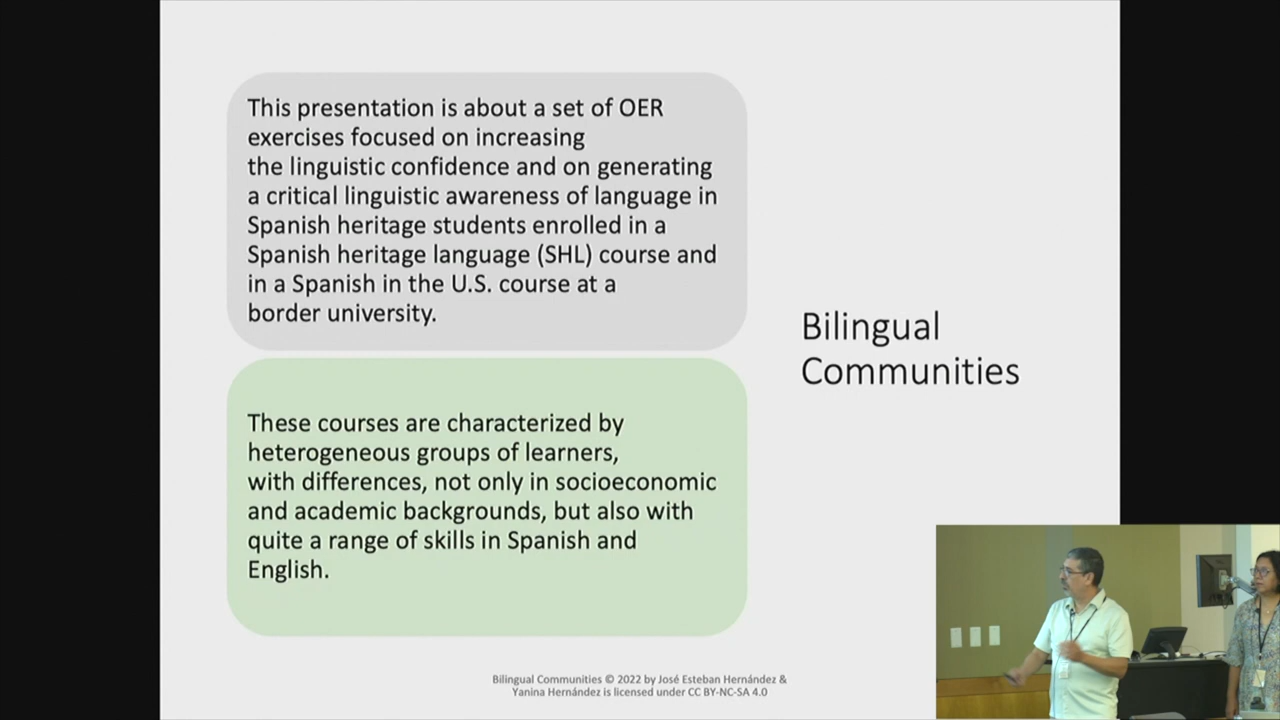 This presentation is about a set of OER
exercises focused on increasing
the linguistic confidence and on generating
a critical linguistic awareness of language in
Spanish heritage students enrolled in a
Spanish heritage language (SHL) course and
in a Spanish in the U.S. course at a
border university.
These courses are characterized by
heterogeneous groups of learners,
with differences, not only in socioeconomic
and academic backgrounds, but also with
quite a range of skills in Spanish and
English.
Bilingual
Communities
Bilingual Communities © 2022 by José Esteban Hernández &
Yanina Hernández is licensed under CC BY-NC-SA 4.0